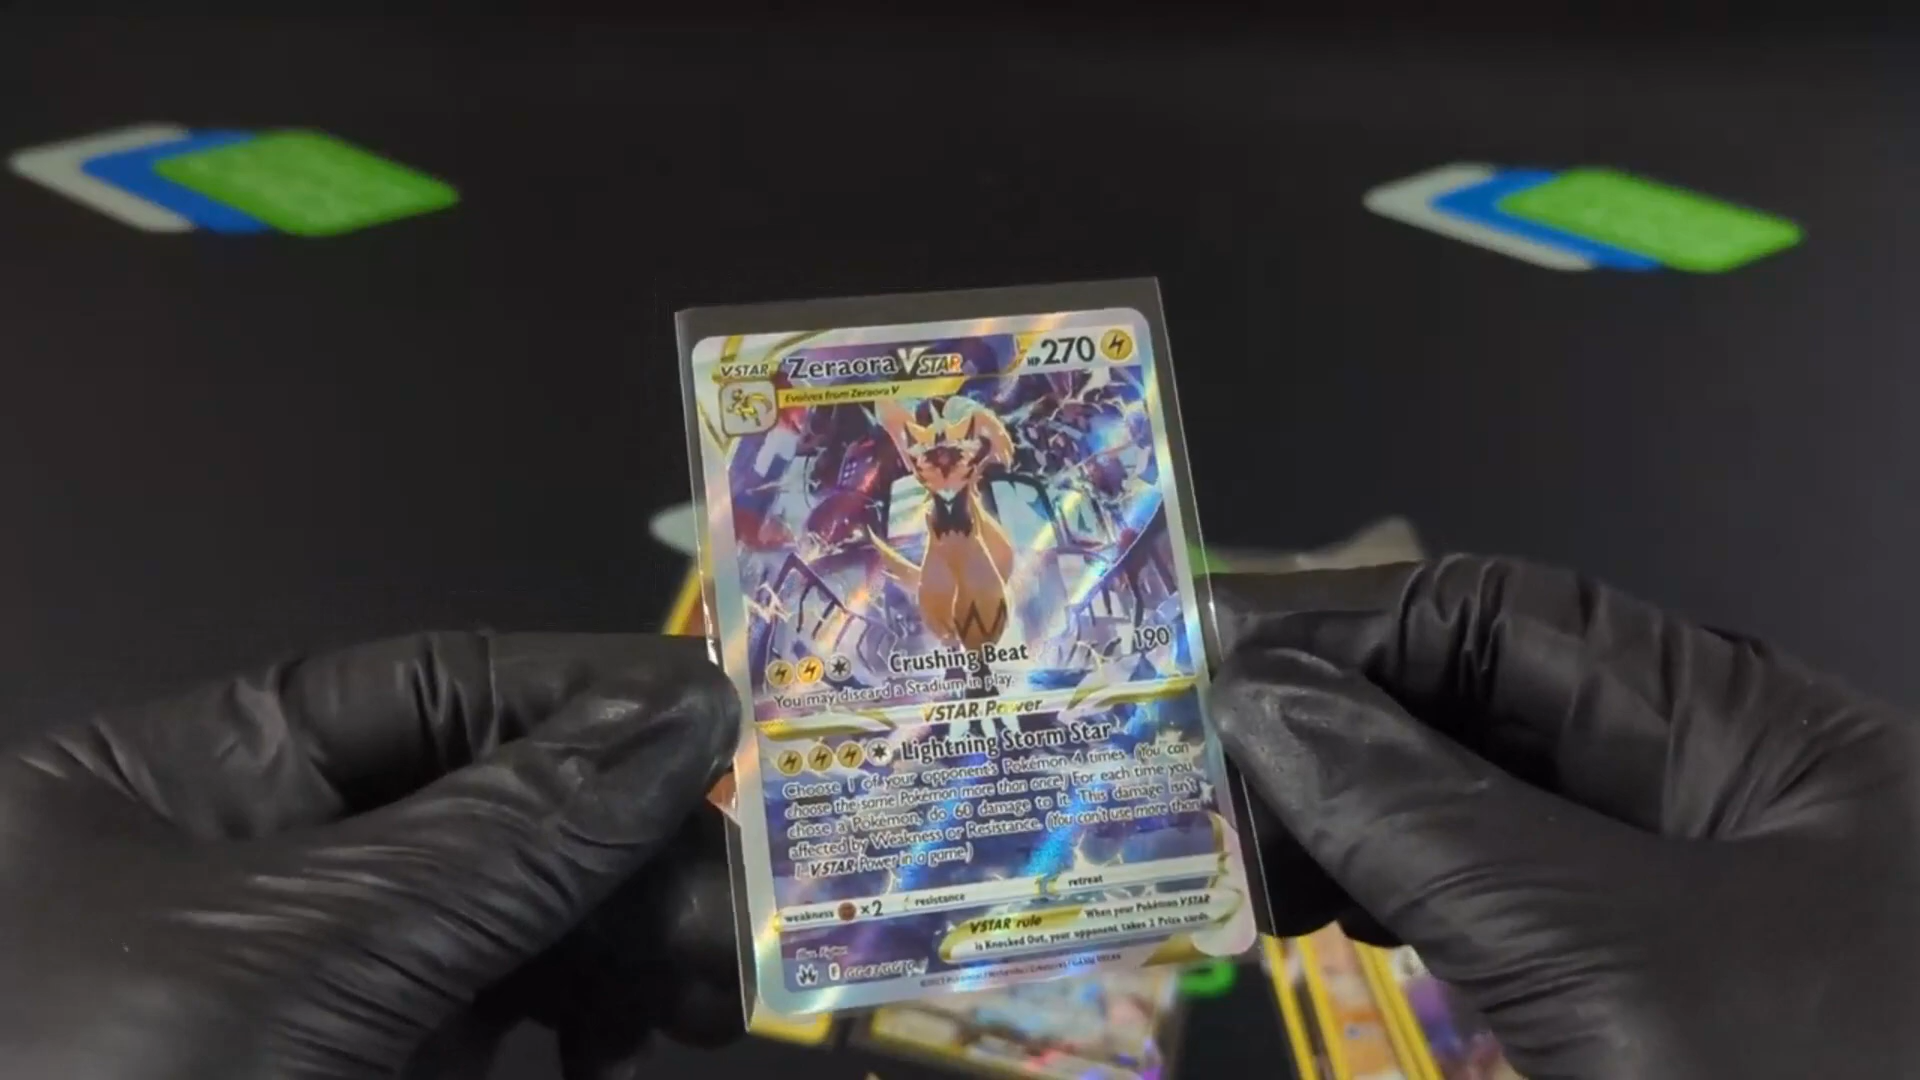 VSTAR Zeraora VSTAR HP 270
Evolves from Zeraora V
Crushing Beat 190
You may discard a Stadium in play.
VSTAR Power
Lightning Storm Star
Choose 1 of your opponent's Pokémon 4 times. (You can
choose the same Pokémon more than once.) For each time you
chose a Pokémon, do 60 damage to it. This damage isn't
affected by Weakness or Resistance. (You can't use more than
1 VSTAR Power in a game.)
weakness ×2 resistance retreat
VSTAR rule When your Pokémon VSTAR
is Knocked Out, your opponent takes 2 Prize cards.
Illus.